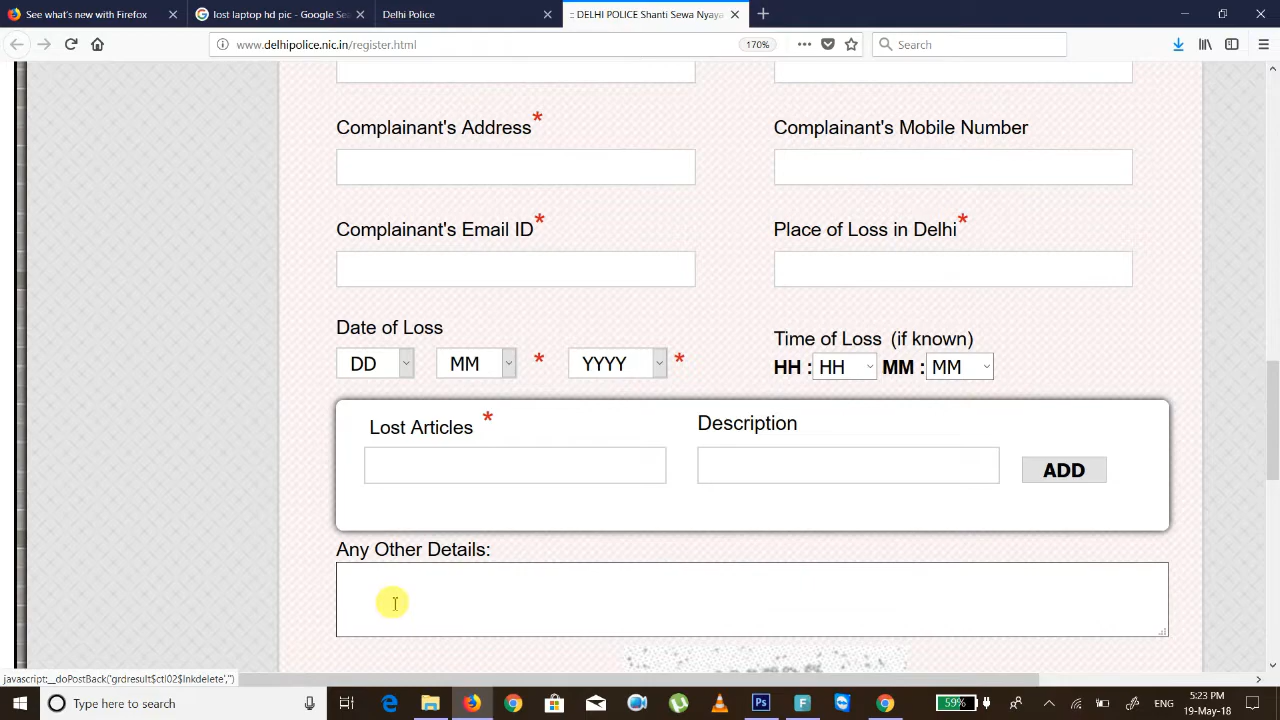 See what's new with Firefox
lost laptop hd pic - Google Se
Delhi Police
:: DELHI POLICE Shanti Sewa Nyaya
www.delhipolice.nic.in/register.html
170%
Search
Complainant's Address*
Complainant's Mobile Number
Complainant's Email ID*
Place of Loss in Delhi*
Date of Loss
Time of Loss (if known)
DD MM * YYYY *
HH : HH MM : MM
Lost Articles *
Description
ADD
Any Other Details:
javascript:__doPostBack('grdresult$ctl02$lnkdelete','')
Type here to search
59%
ENG
5:23 PM
19-May-18